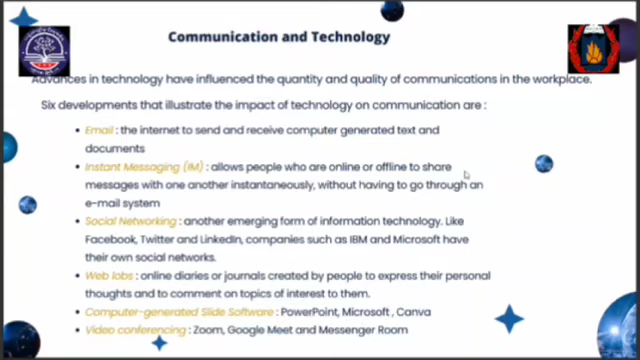 Communication and Technology
Advances in technology have influenced the quantity and quality of communications in the workplace.
Six developments that illustrate the impact of technology on communication are :
• Email : the internet to send and receive computer generated text and
documents
• Instant Messaging (IM) : allows people who are online or offline to share
messages with one another instantaneously, without having to go through an
e-mail system
• Social Networking : another emerging form of information technology. Like
Facebook, Twitter and LinkedIn, companies such as IBM and Microsoft have
their own social networks.
• Web lobs : online diaries or journals created by people to express their personal
thoughts and to comment on topics of interest to them.
• Computer-generated Slide Software : PowerPoint, Microsoft , Canva
• Video conferencing : Zoom, Google Meet and Messenger Room